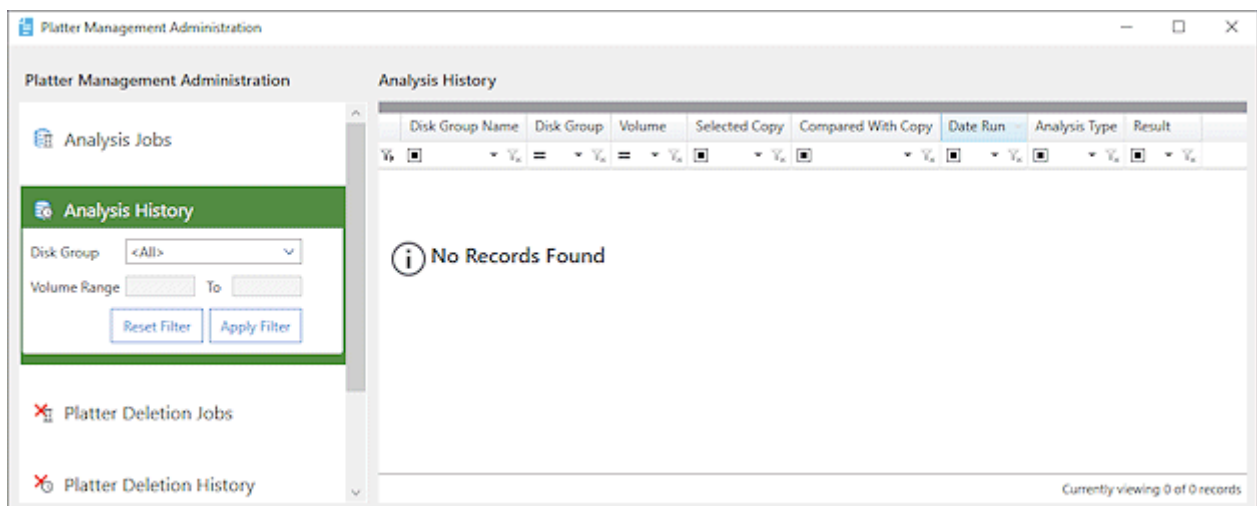 Platter Management Administration
Platter Management Administration
Analysis Jobs
Analysis History
Disk Group <All>
Volume Range To
Reset Filter Apply Filter
Platter Deletion Jobs
Platter Deletion History
Analysis History
Disk Group Name Disk Group Volume Selected Copy Compared With Copy Date Run Analysis Type Result
= =
No Records Found
Currently viewing 0 of 0 records